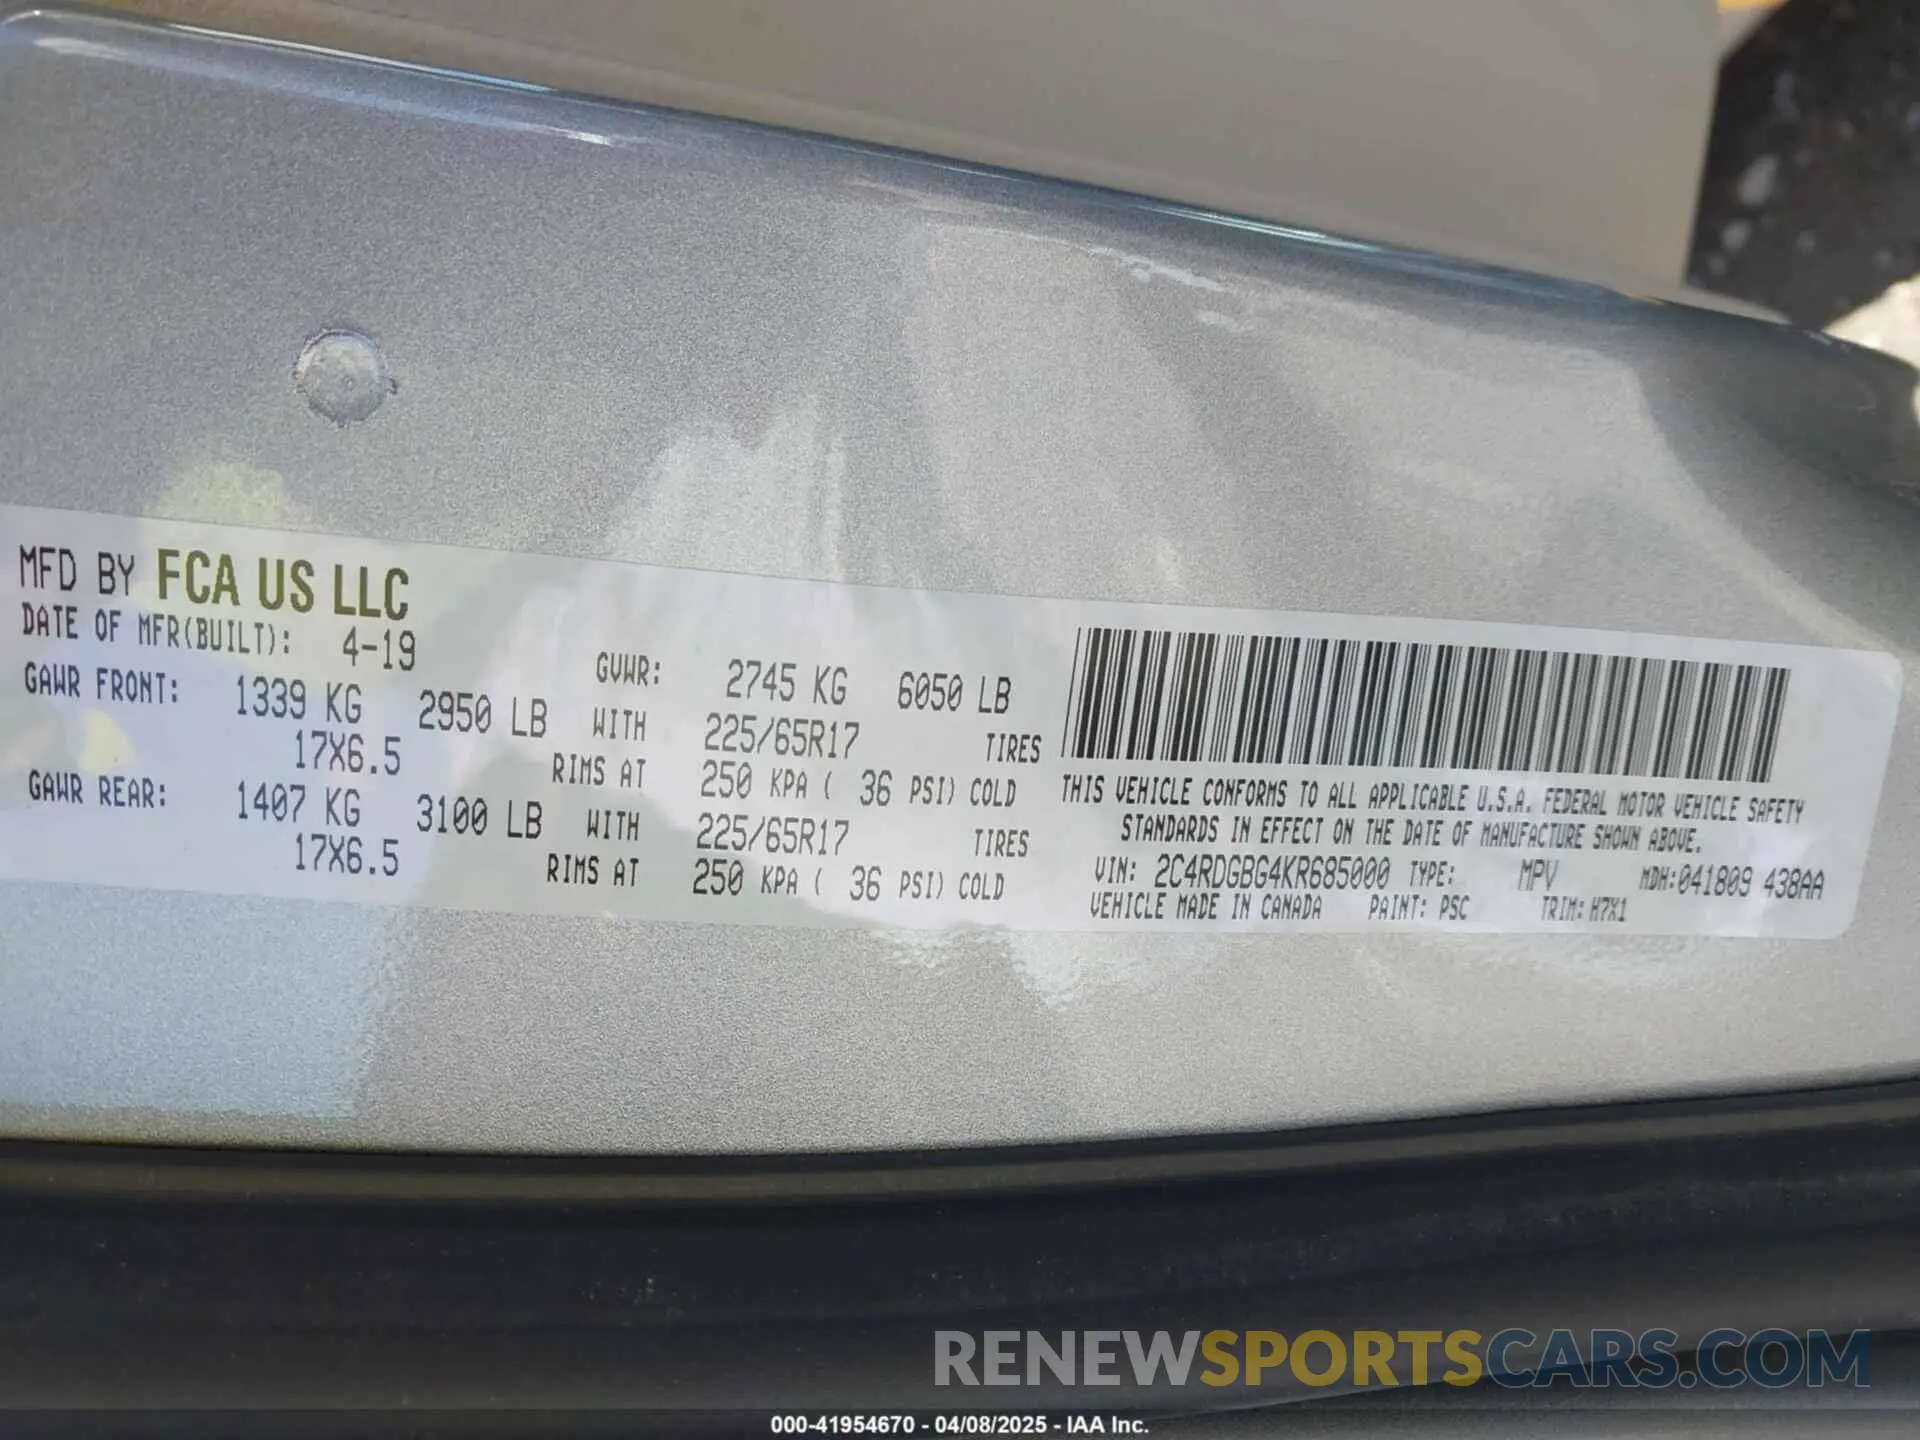 MFD BY FCA US LLC
DATE OF MFR(BUILT): 4-19
GVWR: 2745 KG 6050 LB
GAWR FRONT: 1339 KG 2950 LB WITH 225/65R17 TIRES
17X6.5 RIMS AT 250 KPA ( 36 PSI) COLD
GAWR REAR: 1407 KG 3100 LB WITH 225/65R17 TIRES
17X6.5 RIMS AT 250 KPA ( 36 PSI) COLD
THIS VEHICLE CONFORMS TO ALL APPLICABLE U.S.A. FEDERAL MOTOR VEHICLE SAFETY
STANDARDS IN EFFECT ON THE DATE OF MANUFACTURE SHOWN ABOVE.
VIN: 2C4RDGBG4KR685000 TYPE: MPV MDH:041809 438AA
VEHICLE MADE IN CANADA PAINT: PSC TRIM: H7X1
RENEWSPORTSCARS.COM
000-41954670 - 04/08/2025 - IAA Inc.